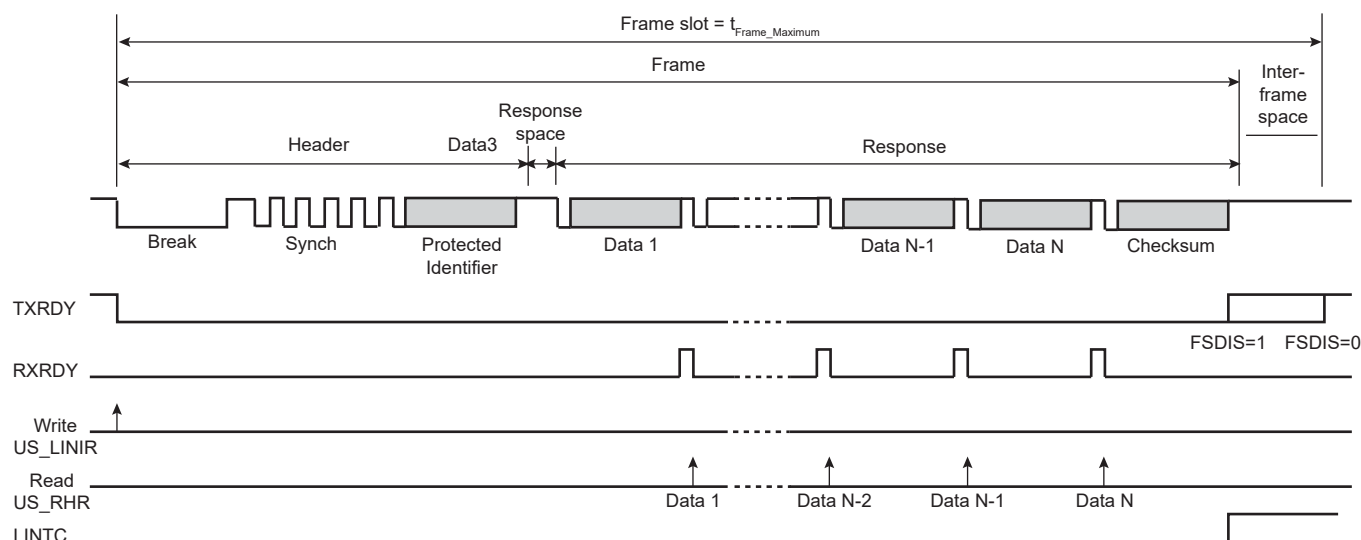 Frame slot = tFrame_Maximum
Frame
Inter-
frame
space
Response
space
Header
Data3
Response
Break
Synch
Protected
Identifier
Data 1
Data N-1
Data N
Checksum
TXRDY
FSDIS=1
FSDIS=0
RXRDY
Write
US_LINIR
Read
US_RHR
Data 1
Data N-2
Data N-1
Data N
LINTC